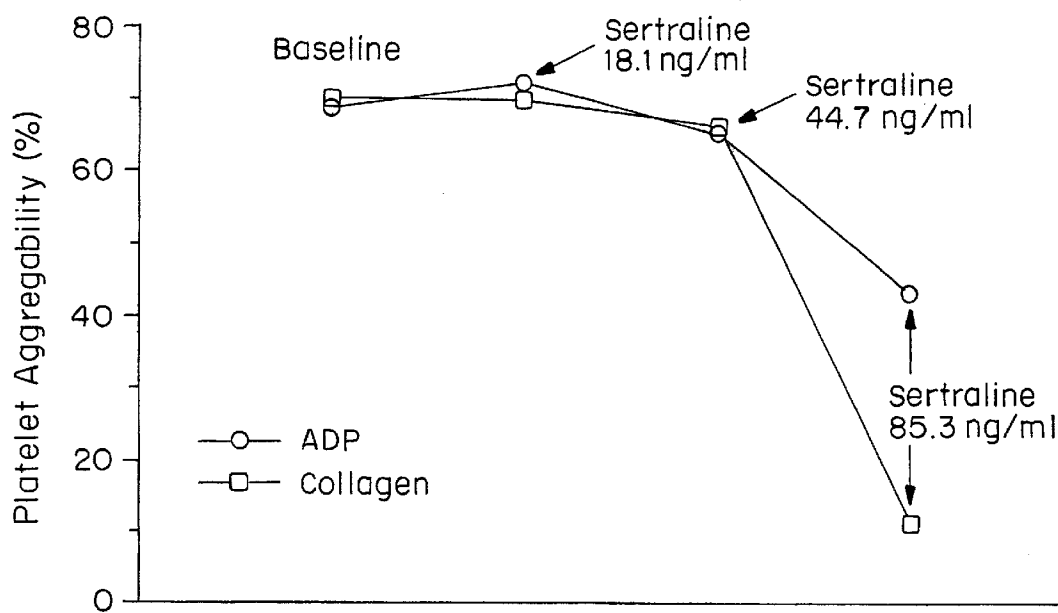 80
Baseline
Sertraline
18.1 ng/ml
Sertraline
44.7 ng/ml
60
Platelet Aggregability (%)
40
Sertraline
85.3 ng/ml
ADP
20
Collagen
0